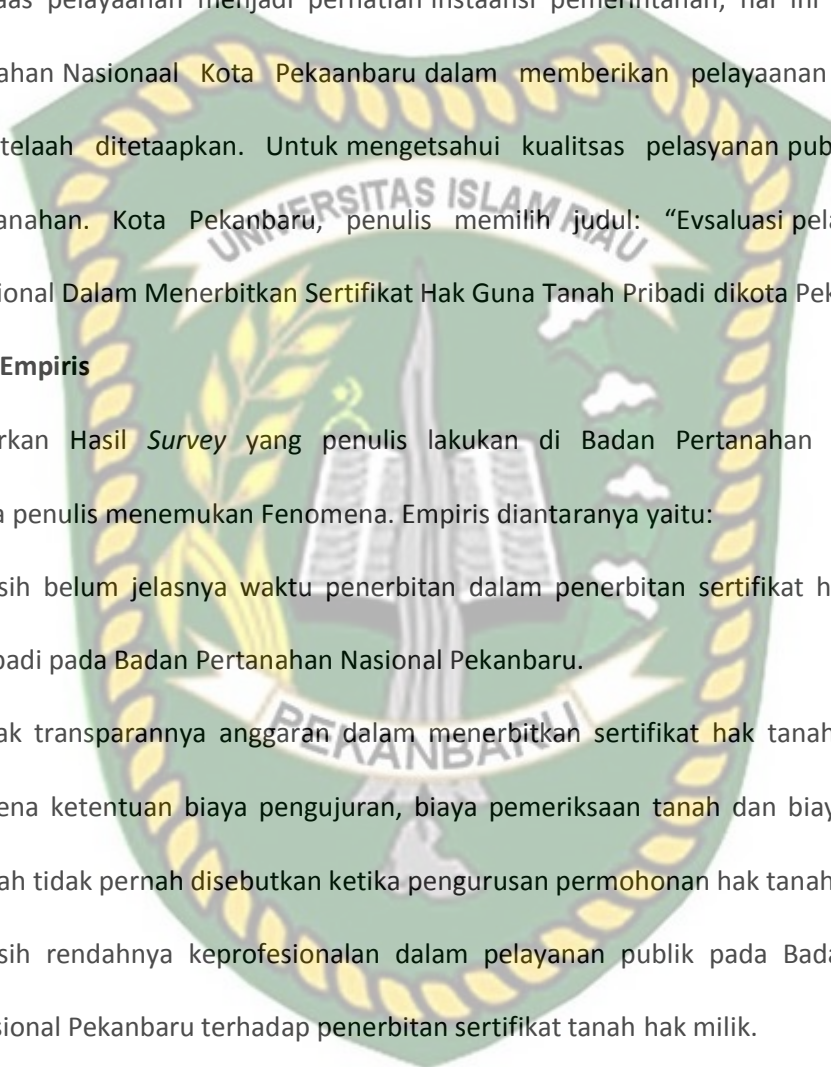 aas pelayaanan menjadi perhatian instaansi pemerintahan, hal ini
ahan Nasionaal Kota Pekaanbaru dalam memberikan pelayaanan
telaah ditetaapkan. Untuk mengetsahui kualitsas pelasyanan pub
UNIVERSITAS ISLAM RIAU
anahan. Kota Pekanbaru, penulis memilih judul: “Evsaluasi pela
ional Dalam Menerbitkan Sertifikat Hak Guna Tanah Pribadi dikota Pek
Empiris
rkan Hasil Survey yang penulis lakukan di Badan Pertanahan
a penulis menemukan Fenomena. Empiris diantaranya yaitu:
sih belum jelasnya waktu penerbitan dalam penerbitan sertifikat h
badi pada Badan Pertanahan Nasional Pekanbaru.
PEKANBARU
ak transparannya anggaran dalam menerbitkan sertifikat hak tanah
ena ketentuan biaya pengujuran, biaya pemeriksaan tanah dan biay
ah tidak pernah disebutkan ketika pengurusan permohonan hak tanah
sih rendahnya keprofesionalan dalam pelayanan publik pada Bada
sional Pekanbaru terhadap penerbitan sertifikat tanah hak milik.